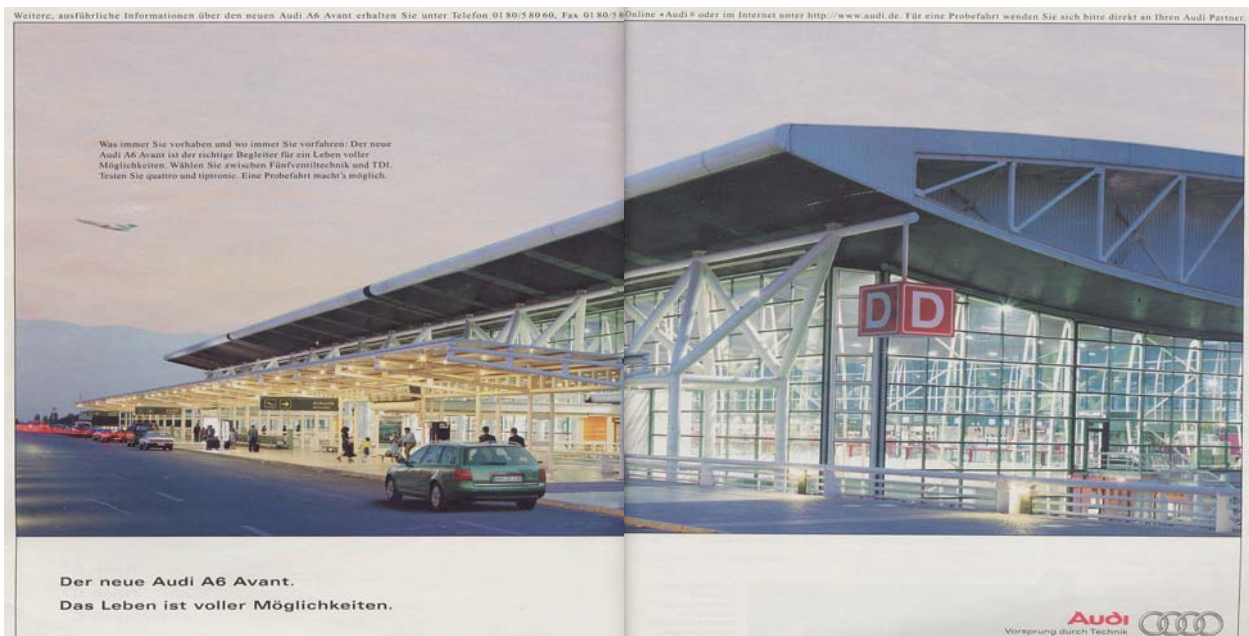 Weitere, ausführliche Informationen über den neuen Audi A6 Avant erhalten Sie unter Telefon 01 80/5 80 60, Fax 01 80/5 8
Online *Audi# oder im Internet unter http://www.audi.de. Für eine Probefahrt wenden Sie sich bitte direkt an Ihren Audi Partner.
Was immer Sie vorhaben und wo immer Sie vorfahren: Der neue
Audi A6 Avant ist der richtige Begleiter für ein Leben voller
Möglichkeiten. Wählen Sie zwischen Fünfventiltechnik und TDI.
Testen Sie quattro und tiptronic. Eine Probefahrt macht's möglich.
D D
Der neue Audi A6 Avant.
Das Leben ist voller Möglichkeiten.
Audi
Vorsprung durch Technik